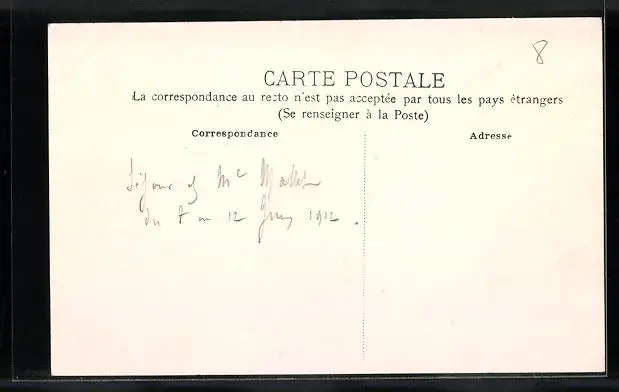 8
CARTE POSTALE
La correspondance au recto n'est pas acceptée par tous les pays étrangers
(Se renseigner à la Poste)
Correspondance
Adresse
Séjour Mc
du 8 au 12 1912.